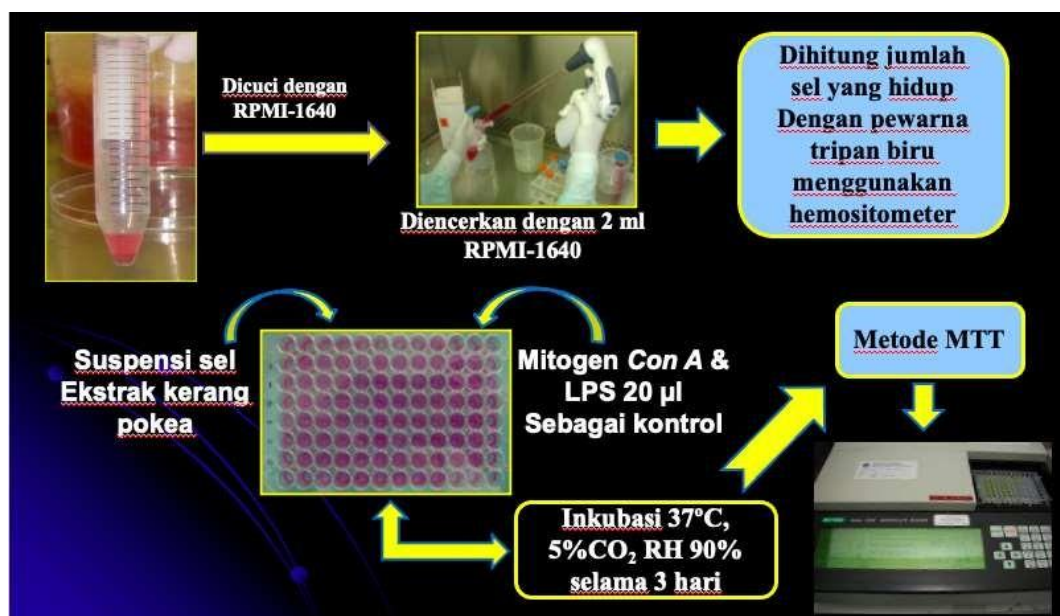 Dicuci dengan
RPMI-1640
Diencerkan dengan 2 ml
RPMI-1640
Dihitung jumlah
sel yang hidup
Dengan pewarna
tripan biru
menggunakan
hemositometer
Suspensi sel
Ekstrak kerang
pokea
Mitogen Con A &
LPS 20 µl
Sebagai kontrol
Inkubasi 37°C,
5%CO₂ RH 90%
selama 3 hari
Metode MTT